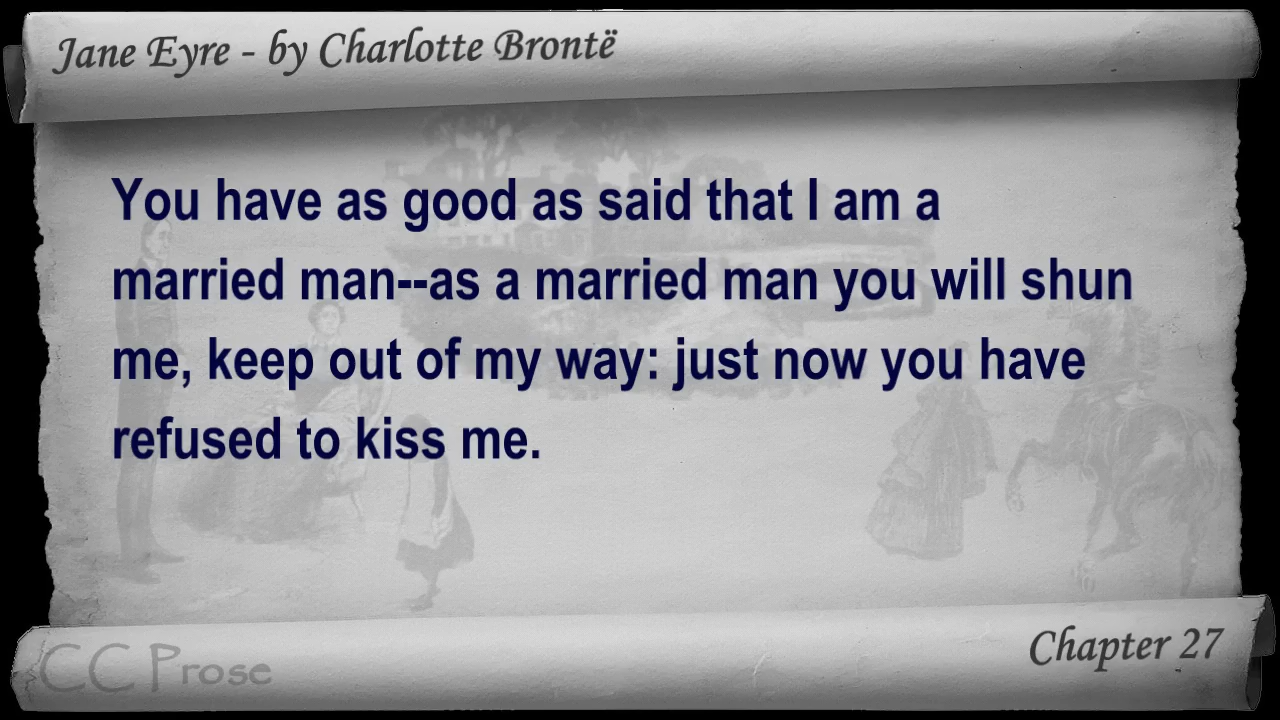 Jane Eyre - by Charlotte Brontë
You have as good as said that I am a
married man--as a married man you will shun
me, keep out of my way: just now you have
refused to kiss me.
Chapter 27
CC Prose